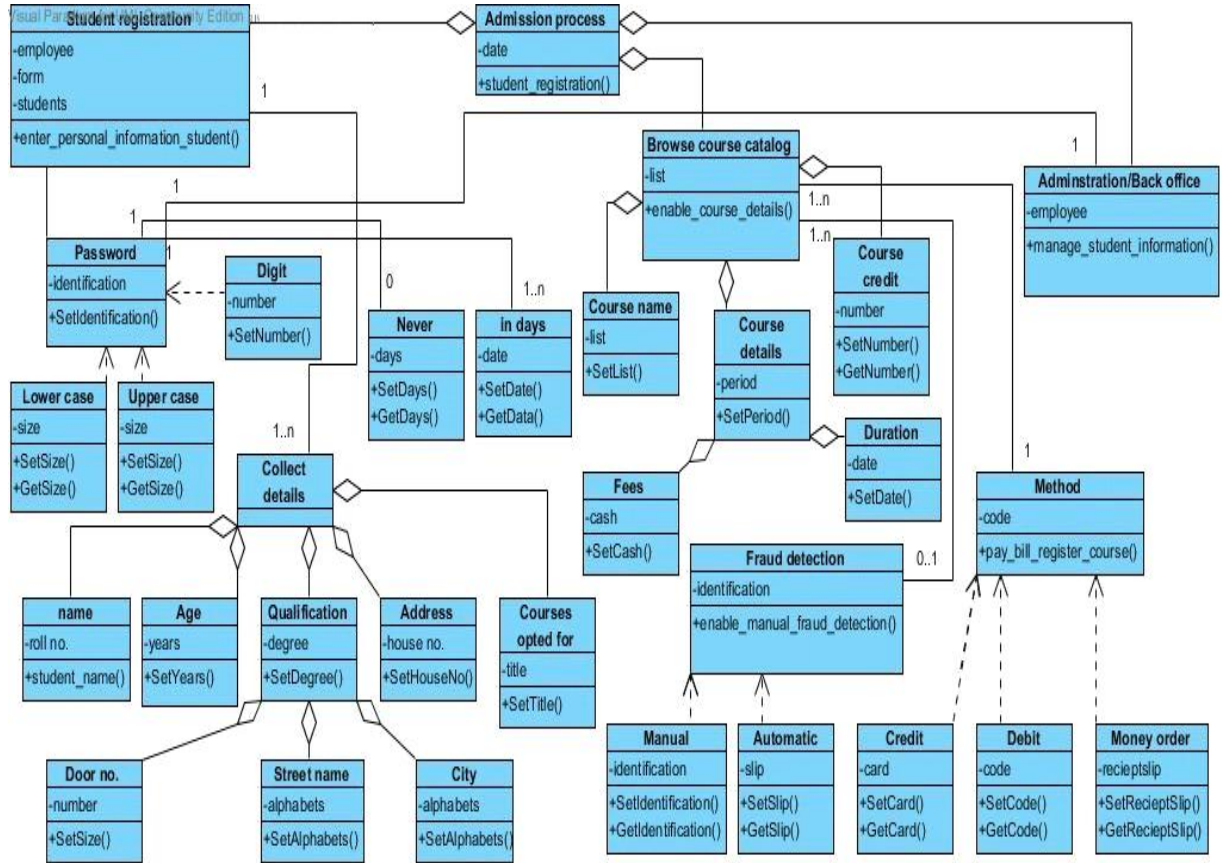 Visual Paradigm for UML Community Edition
Student registration
-employee
-form
-students
+enter_personal_information_student()
Admission process
-date
+student_registration()
1
Browse course catalog
-list
+enable_course_details()
1..n
1..n
1
Adminstration/Back office
-employee
+manage_student_information()
1
1
1
Password
-identification
+SetIdentification()
Digit
-number
+SetNumber()
0
1..n
Never
-days
+SetDays()
+GetDays()
in days
-date
+SetDate()
+GetData()
Course name
-list
+SetList()
Course
details
-period
+SetPeriod()
Course
credit
-number
+SetNumber()
+GetNumber()
Lower case
-size
+SetSize()
+GetSize()
Upper case
-size
+SetSize()
+GetSize()
1..n
Collect
details
Duration
-date
+SetDate()
Fees
-cash
+SetCash()
1
Method
-code
+pay_bill_register_course()
Fraud detection
-identification
+enable_manual_fraud_detection()
0..1
name
-roll no.
+student_name()
Age
-years
+SetYears()
Qualification
-degree
+SetDegree()
Address
-house no.
+SetHouseNo()
Courses
opted for
-title
+SetTitle()
Door no.
-number
+SetSize()
Street name
-alphabets
+SetAlphabets()
City
-alphabets
+SetAlphabets()
Manual
-identification
+SetIdentification()
+GetIdentification()
Automatic
-slip
+SetSlip()
+GetSlip()
Credit
-card
+SetCard()
+GetCard()
Debit
-code
+SetCode()
+GetCode()
Money order
-recieptslip
+SetRecieptSlip()
+GetRecieptSlip()